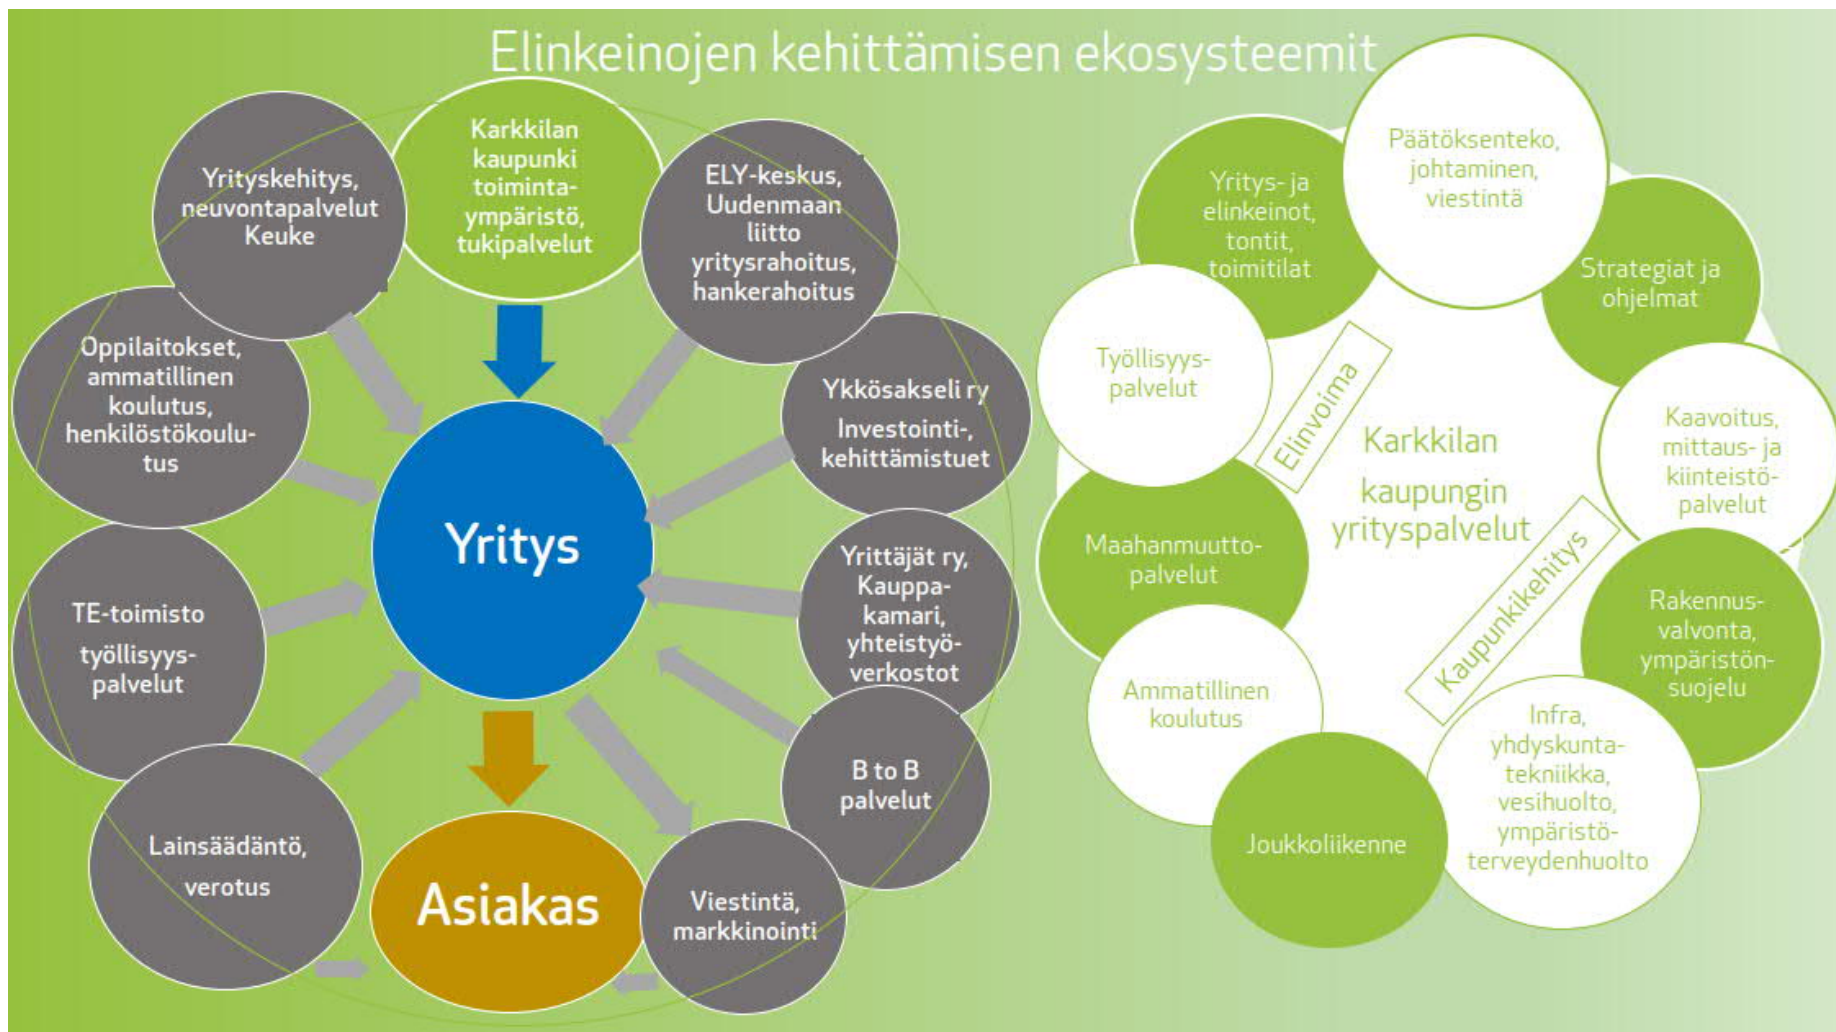 Elinkeinojen kehittämisen ekosysteemit
Karkkilan
kaupunki
toiminta-
ympäristö,
tukipalvelut
ELY-keskus,
Uudenmaan
liitto
yritysrahoitus,
hankerahoitus
Ykkösakseli ry
Investointi-,
kehittämistuet
Yrittäjät ry,
Kauppa-
kamari,
yhteistyö-
verkostot
B to B
palvelut
Viestintä,
markkinointi
Asiakas
Lainsäädäntö,
verotus
TE-toimisto
työllisyys-
palvelut
Oppilaitokset,
ammatillinen
koulutus,
henkilöstökoulu-
tus
Yrityskehitys,
neuvontapalvelut
Keuke
Yritys
Päätöksenteko,
johtaminen,
viestintä
Strategiat ja
ohjelmat
Kaavoitus,
mittaus- ja
kiinteistö-
palvelut
Rakennus-
valvonta,
ympäristön-
suojelu
Infra,
yhdyskunta-
tekniikka,
vesihuolto,
ympäristö-
terveydenhuolto
Joukkoliikenne
Ammatillinen
koulutus
Maahanmuutto-
palvelut
Työllisyys-
palvelut
Yritys- ja
elinkeinot,
tontit,
toimitilat
Elinvoima
Karkkilan
kaupungin
yrityspalvelut
Kaupunkikehitys